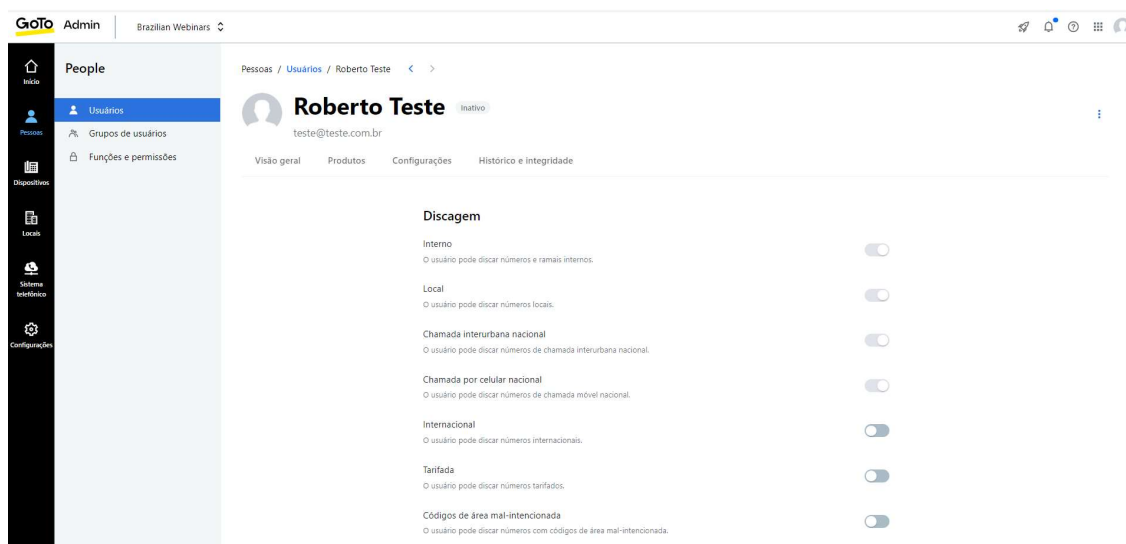 GoTo Admin
Brazilian Webinars
Início
Pessoas
Dispositivos
Locais
Sistema
telefônico
Configurações
People
Usuários
Grupos de usuários
Funções e permissões
Pessoas / Usuários / Roberto Teste < >
Roberto Teste Inativo
teste@teste.com.br
Visão geral Produtos Configurações Histórico e integridade
Discagem
Interno
O usuário pode discar números e ramais internos.
Local
O usuário pode discar números locais.
Chamada interurbana nacional
O usuário pode discar números de chamada interurbana nacional.
Chamada por celular nacional
O usuário pode discar números de chamada móvel nacional.
Internacional
O usuário pode discar números internacionais.
Tarifada
O usuário pode discar números tarifados.
Códigos de área mal-intencionada
O usuário pode discar números com códigos de área mal-intencionada.